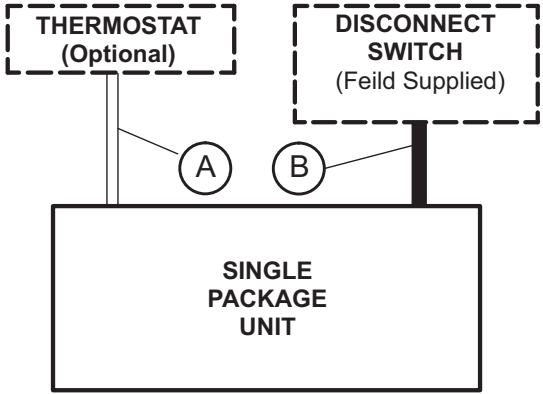 THERMOSTAT
(Optional)
DISCONNECT
SWITCH
(Feild Supplied)
A
B
SINGLE
PACKAGE
UNIT